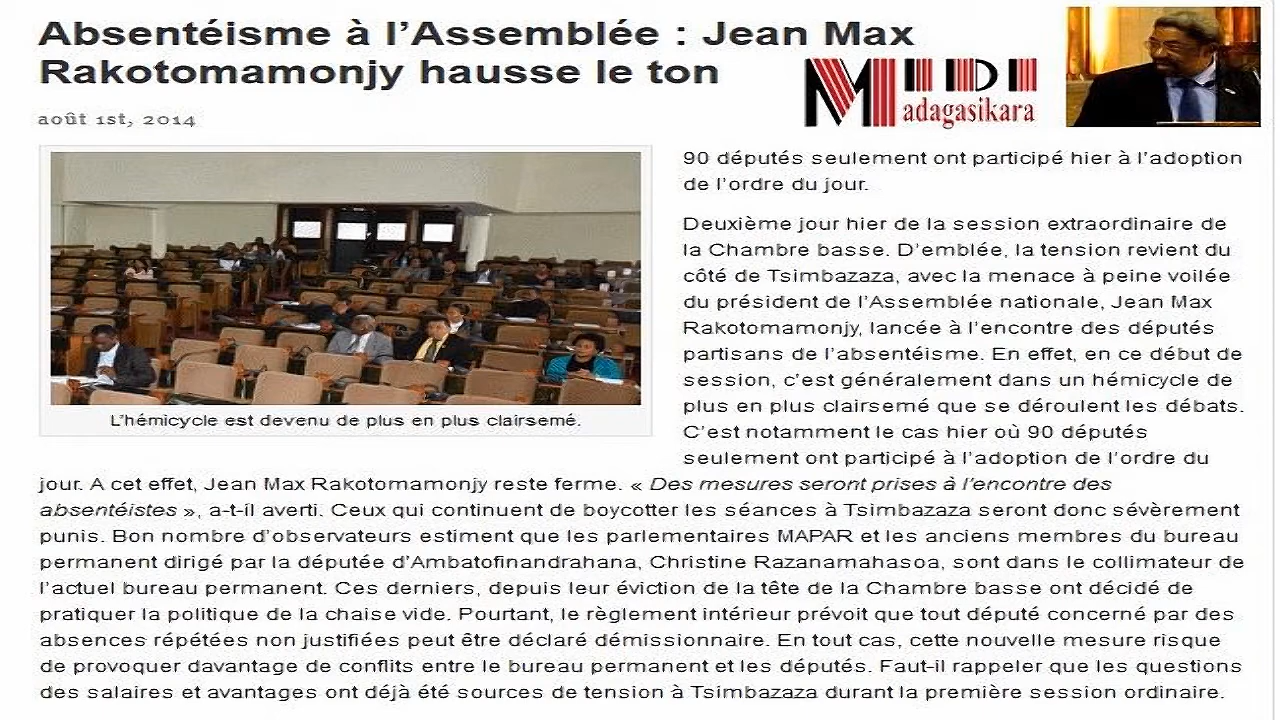 Absentéisme à l'Assemblée : Jean Max
Rakotomamonjy hausse le ton
MIDI
Madagasikara
août 1st, 2014
L'hémicycle est devenu de plus en plus clairsemé.
90 députés seulement ont participé hier à l'adoption
de l'ordre du jour.
Deuxième jour hier de la session extraordinaire de
la Chambre basse. D'emblée, la tension revient du
côté de Tsimbazaza, avec la menace à peine voilée
du président de l'Assemblée nationale, Jean Max
Rakotomamonjy, lancée à l'encontre des députés
partisans de l'absentéisme. En effet, en ce début de
session, c'est généralement dans un hémicycle de
plus en plus clairsemé que se déroulent les débats.
C'est notamment le cas hier où 90 députés
seulement ont participé à l'adoption de l'ordre du
jour. A cet effet, Jean Max Rakotomamonjy reste ferme. « Des mesures seront prises à l'encontre des
absentéistes », a-t-il averti. Ceux qui continuent de boycotter les séances à Tsimbazaza seront donc sévèrement
punis. Bon nombre d'observateurs estiment que les parlementaires MAPAR et les anciens membres du bureau
permanent dirigé par la députée d'Ambatofinandrahana, Christine Razanamahasoa, sont dans le collimateur de
l'actuel bureau permanent. Ces derniers, depuis leur éviction de la tête de la Chambre basse ont décidé de
pratiquer la politique de la chaise vide. Pourtant, le règlement intérieur prévoit que tout député concerné par des
absences répétées non justifiées peut être déclaré démissionnaire. En tout cas, cette nouvelle mesure risque
de provoquer davantage de conflits entre le bureau permanent et les députés. Faut-il rappeler que les questions
des salaires et avantages ont déjà été sources de tension à Tsimbazaza durant la première session ordinaire.